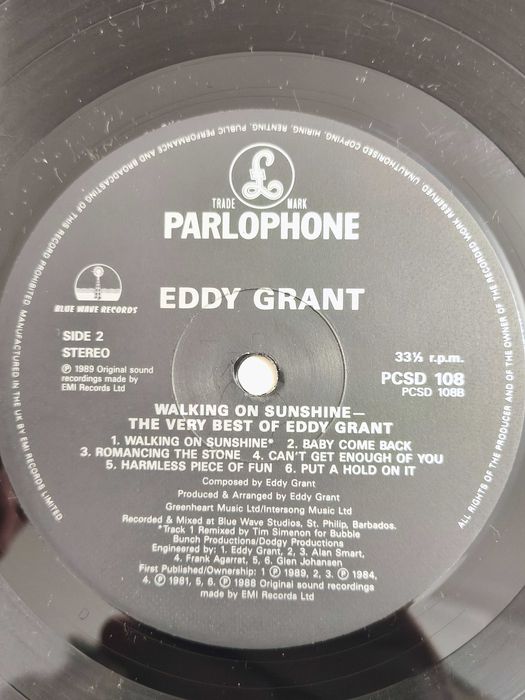 £
TRADE MARK
PARLOPHONE
BLUE WAVE RECORDS
EDDY GRANT
SIDE 2
STEREO
℗ 1989 Original sound
recordings made by
EMI Records Ltd
33⅓ r.p.m.
PCSD 108
PCSD 108B
WALKING ON SUNSHINE—
THE VERY BEST OF EDDY GRANT
1. WALKING ON SUNSHINE* 2. BABY COME BACK
3. ROMANCING THE STONE 4. CAN'T GET ENOUGH OF YOU
5. HARMLESS PIECE OF FUN 6. PUT A HOLD ON IT
Composed by Eddy Grant
Produced & Arranged by Eddy Grant
Greenheart Music Ltd/Intersong Music Ltd
Recorded & Mixed at Blue Wave Studios, St. Philip, Barbados.
*Track 1 Remixed by Tim Simenon for Bubble
Bunch Productions/Dodgy Productions
Engineered by: 1. Eddy Grant, 2, 3. Alan Smart,
4. Frank Agarrat, 5, 6. Glen Johansen
First Published/Ownership: 1 ℗ 1989, 2, 3. ℗ 1984,
4. ℗ 1981, 5, 6. ℗ 1988 Original sound recordings
made by EMI Records Ltd
ALL RIGHTS OF THE PRODUCER AND OF THE OWNER OF THE RECORDED WORK RESERVED. UNAUTHORISED COPYING, HIRING, RENTING, PUBLIC PERFORMANCE AND BROADCASTING OF THIS RECORD PROHIBITED. MANUFACTURED IN THE UK BY EMI RECORDS LIMITED